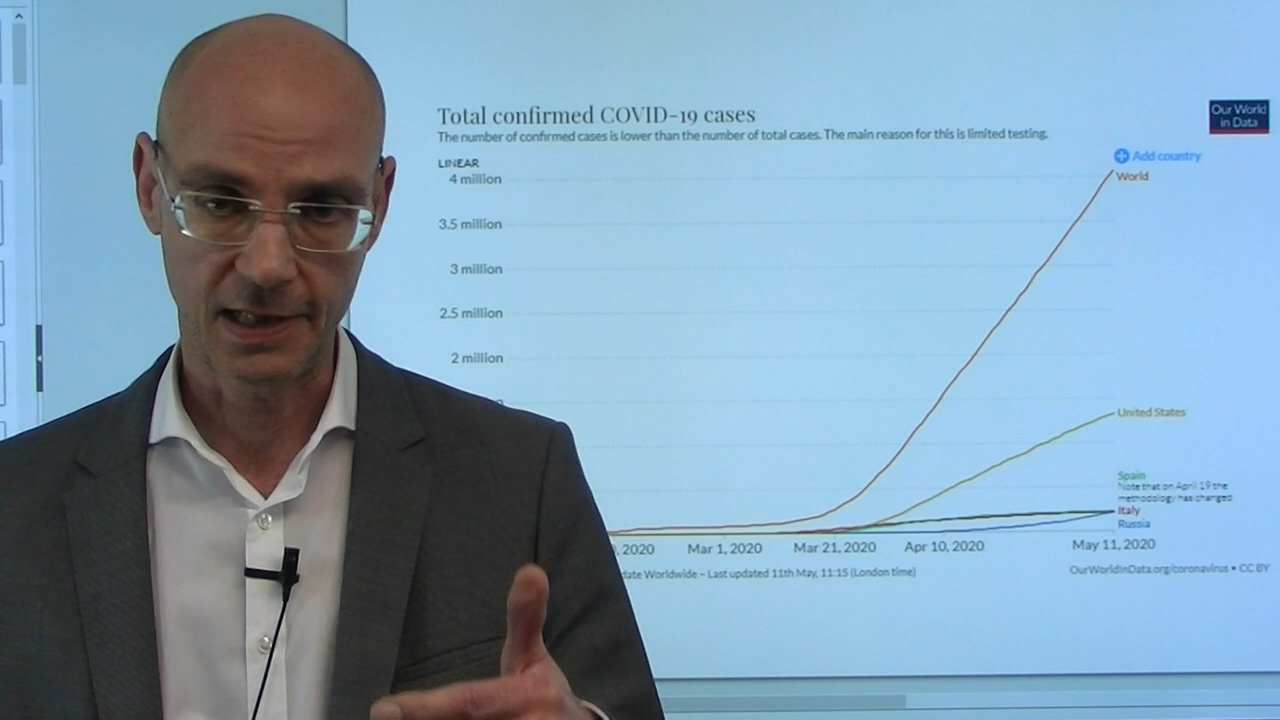 Total confirmed COVID-19 cases
Our World
in Data
The number of confirmed cases is lower than the number of total cases. The main reason for this is limited testing.
LINEAR
Add country
World
4 million
3.5 million
3 million
2.5 million
2 million
United States
Spain
Note that on April 19 the
methodology has changed
Italy
Russia
, 2020 Mar 1, 2020 Mar 21, 2020 Apr 10, 2020 May 11, 2020
date Worldwide – Last updated 11th May, 11:15 (London time) OurWorldInData.org/coronavirus • CC BY